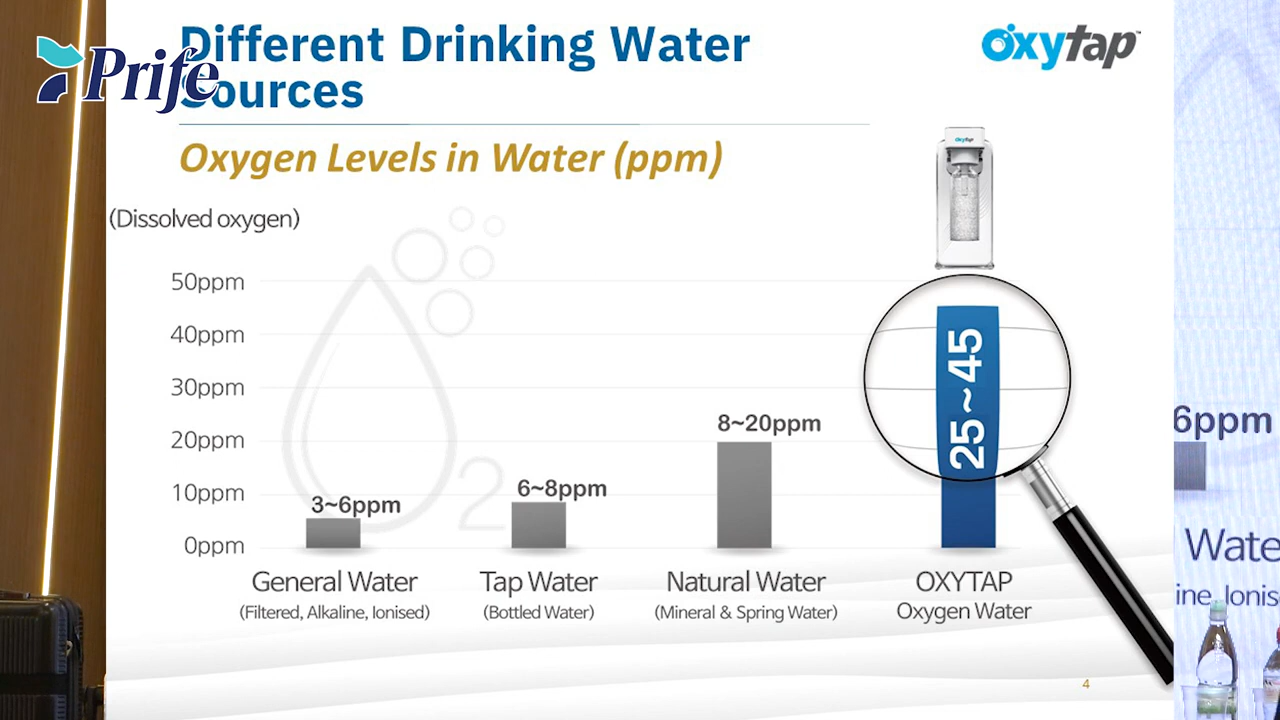 Different Drinking Water
Sources
Prife
oxytap™
oxytap
Oxygen Levels in Water (ppm)
(Dissolved oxygen)
50ppm
40ppm
30ppm
20ppm
10ppm
0ppm
3~6ppm
6~8ppm
8~20ppm
25~45
O2
General Water
(Filtered, Alkaline, Ionised)
Tap Water
(Bottled Water)
Natural Water
(Mineral & Spring Water)
OXYTAP
Oxygen Water
4
6ppm
Wate
ine, Ionis